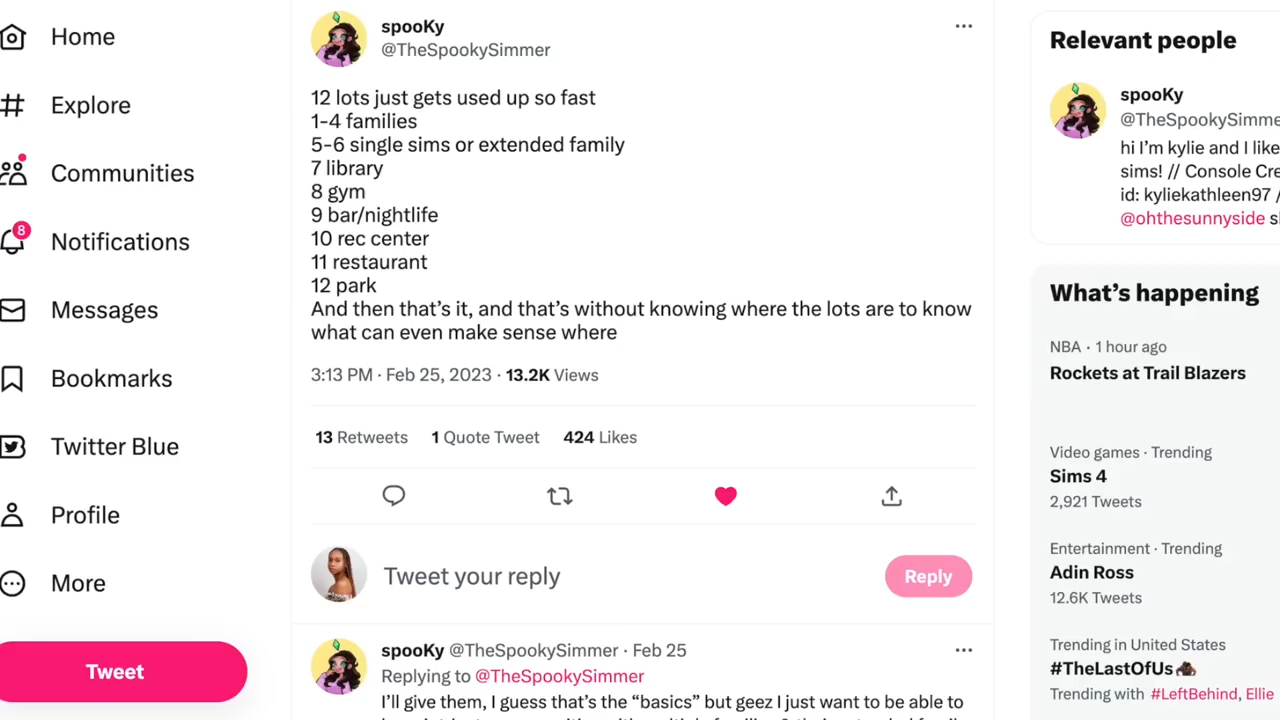 Home
Explore
Communities
8
Notifications
Messages
Bookmarks
Twitter Blue
Profile
More
Tweet
spooKy
@TheSpookySimmer
12 lots just gets used up so fast
1-4 families
5-6 single sims or extended family
7 library
8 gym
9 bar/nightlife
10 rec center
11 restaurant
12 park
And then that’s it, and that’s without knowing where the lots are to know
what can even make sense where
3:13 PM · Feb 25, 2023 · 13.2K Views
13 Retweets 1 Quote Tweet 424 Likes
Tweet your reply
Reply
spooKy @TheSpookySimmer · Feb 25
Replying to @TheSpookySimmer
I’ll give them, I guess that’s the “basics” but geez I just want to be able to
Relevant people
spooKy
@TheSpookySimme
hi I’m kylie and I like
sims! // Console Cre
id: kyliekathleen97 /
@ohthesunnyside s
What’s happening
NBA · 1 hour ago
Rockets at Trail Blazers
Video games · Trending
Sims 4
2,921 Tweets
Entertainment · Trending
Adin Ross
12.6K Tweets
Trending in United States
#TheLastOfUs
Trending with #LeftBehind, Ellie